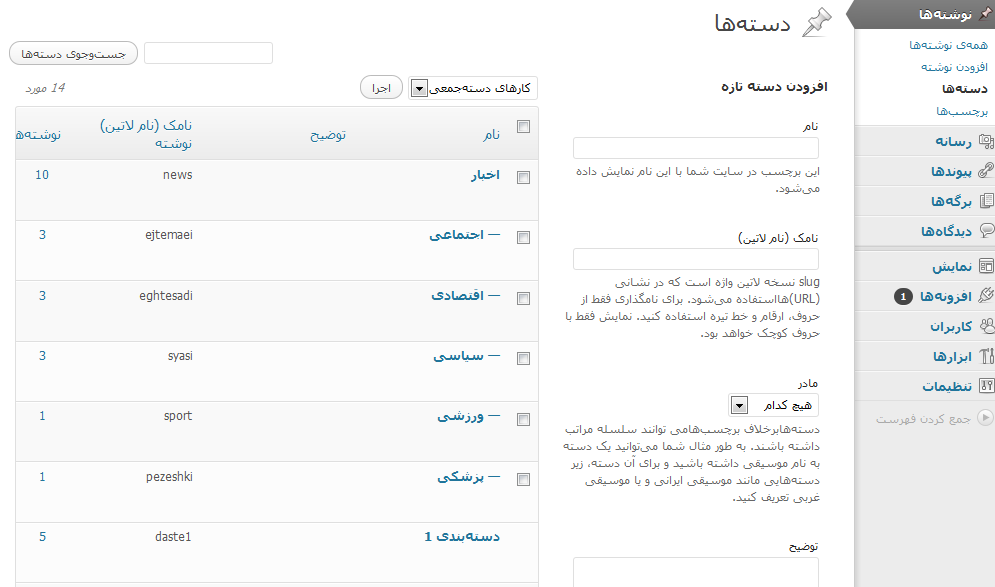 نوشته‌ها
همه‌ی نوشته‌ها
افزودن نوشته
دسته‌ها
برچسب‌ها
رسانه
پیوندها
برگه‌ها
دیدگاه‌ها
نمایش
افزونه‌ها 1
کاربران
ابزارها
تنظیمات
جمع کردن فهرست
دسته‌ها
افزودن دسته تازه
نام
این برچسب در سایت شما با این نام نمایش داده
می‌شود.
نامک (نام لاتین)
slug نسخه لاتین واژه است که در نشانی
(URL)هااستفاده می‌شود. برای نامگذاری فقط از
حروف، ارقام و خط تیره استفاده کنید. نمایش فقط با
حروف کوچک خواهد بود.
مادر
هیچ کدام
دسته‌هابرخلاف برچسب‌هامی توانند سلسله مراتب
داشته باشند. به طور مثال شما می‌توانید یک دسته
به نام موسیقی داشته باشید و برای آن دسته، زیر
دسته‌هایی مانند موسیقی ایرانی و یا موسیقی
غربی تعریف کنید.
توضیح
جست‌وجوی دسته‌ها
کارهای دسته‌جمعی
اجرا
14 مورد
نام توضیح نامک (نام لاتین) نوشته‌ه
نوشته
اخبار news 10
— اجتماعی ejtemaei 3
— اقتصادی eghtesadi 3
— سیاسی syasi 3
— ورزشی sport 1
— پزشکی pezeshki 1
دسته‌بندی 1 daste1 5